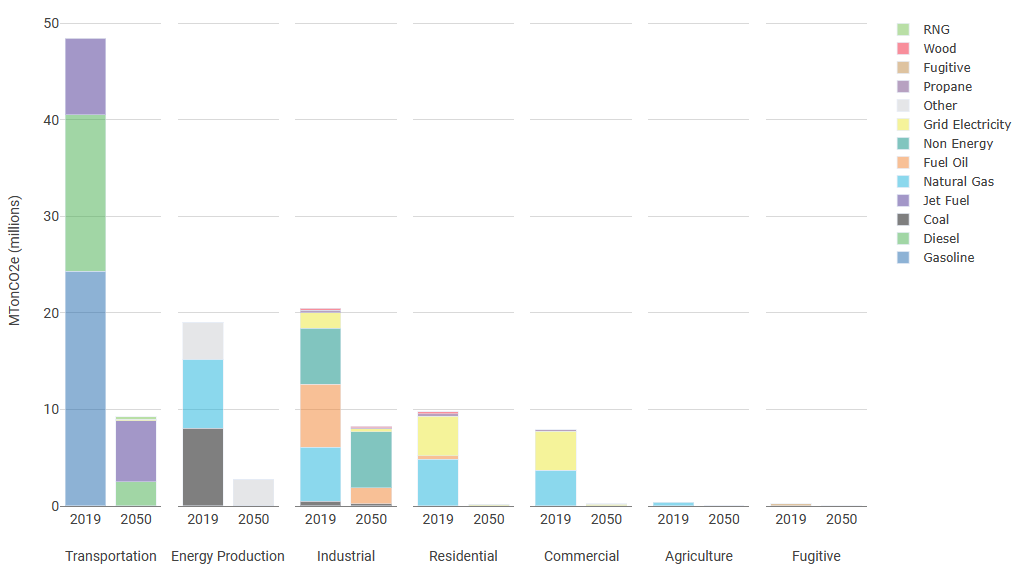 MTonCO2e (millions)
50
40
30
20
10
0
2019 2050 2019 2050 2019 2050 2019 2050 2019 2050 2019 2050 2019 2050
Transportation Energy Production Industrial Residential Commercial Agriculture Fugitive
RNG
Wood
Fugitive
Propane
Other
Grid Electricity
Non Energy
Fuel Oil
Natural Gas
Jet Fuel
Coal
Diesel
Gasoline